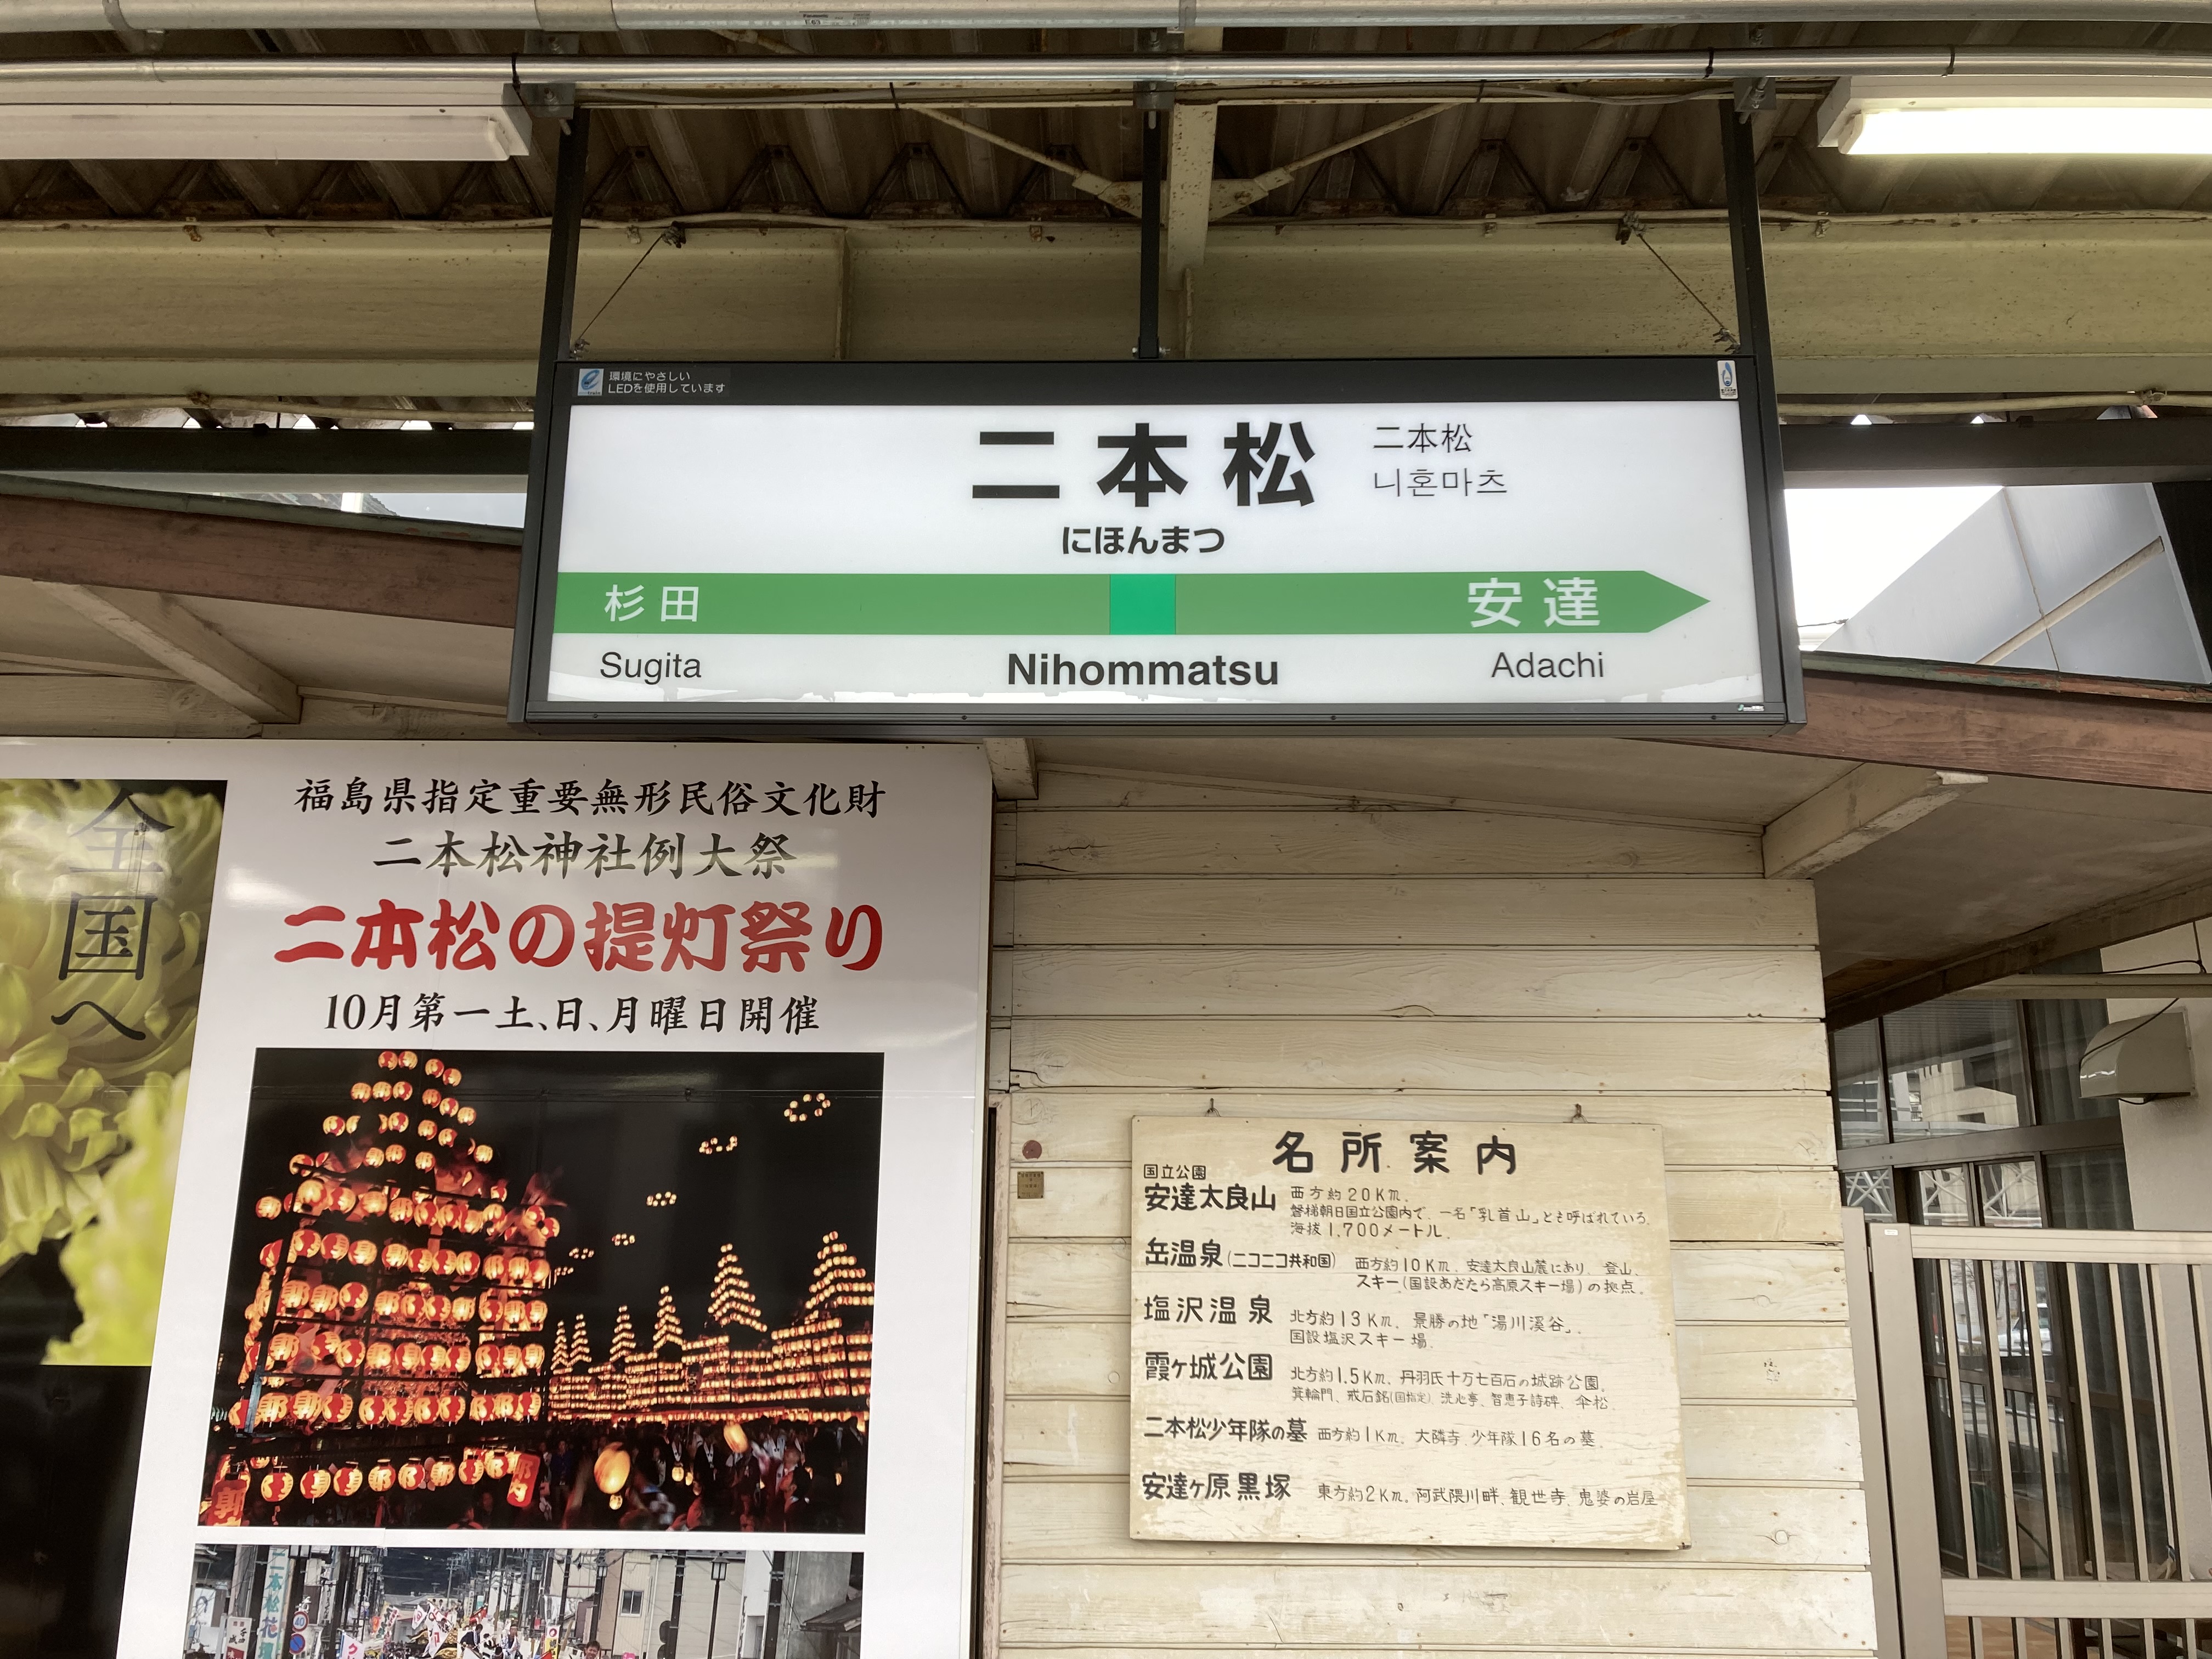 環境にやさしい
LEDを使用しています
二本松
二本松
니혼마츠
にほんまつ
杉田
安達
Sugita
Nihommatsu
Adachi
全国へ
福島県指定重要無形民俗文化財
二本松神社例大祭
二本松の提灯祭り
10月第一土、日、月曜日開催
名所案内
国立公園
安達太良山 西方約20Km.
磐梯朝日国立公園内で、一名「乳首山」とも呼ばれている
海抜1,700メートル.
岳温泉(ニコニコ共和国) 西方約10Km. 安達太良山麓にあり. 登山.
スキー(国設あだたら高原スキー場)の拠点.
塩沢温泉 北方約13Km. 景勝の地「湯川渓谷」.
国設塩沢スキー場.
霞ヶ城公園 北方約1.5Km. 丹羽氏十万七百石の城跡公園.
箕輪門、戒石銘(国指定) 洗心亭、智恵子詩碑、傘松.
二本松少年隊の墓 西方約1Km. 大隣寺 少年隊16名の墓.
安達ヶ原黒塚 東方約2Km. 阿武隈川畔、観世寺、鬼婆の岩屋